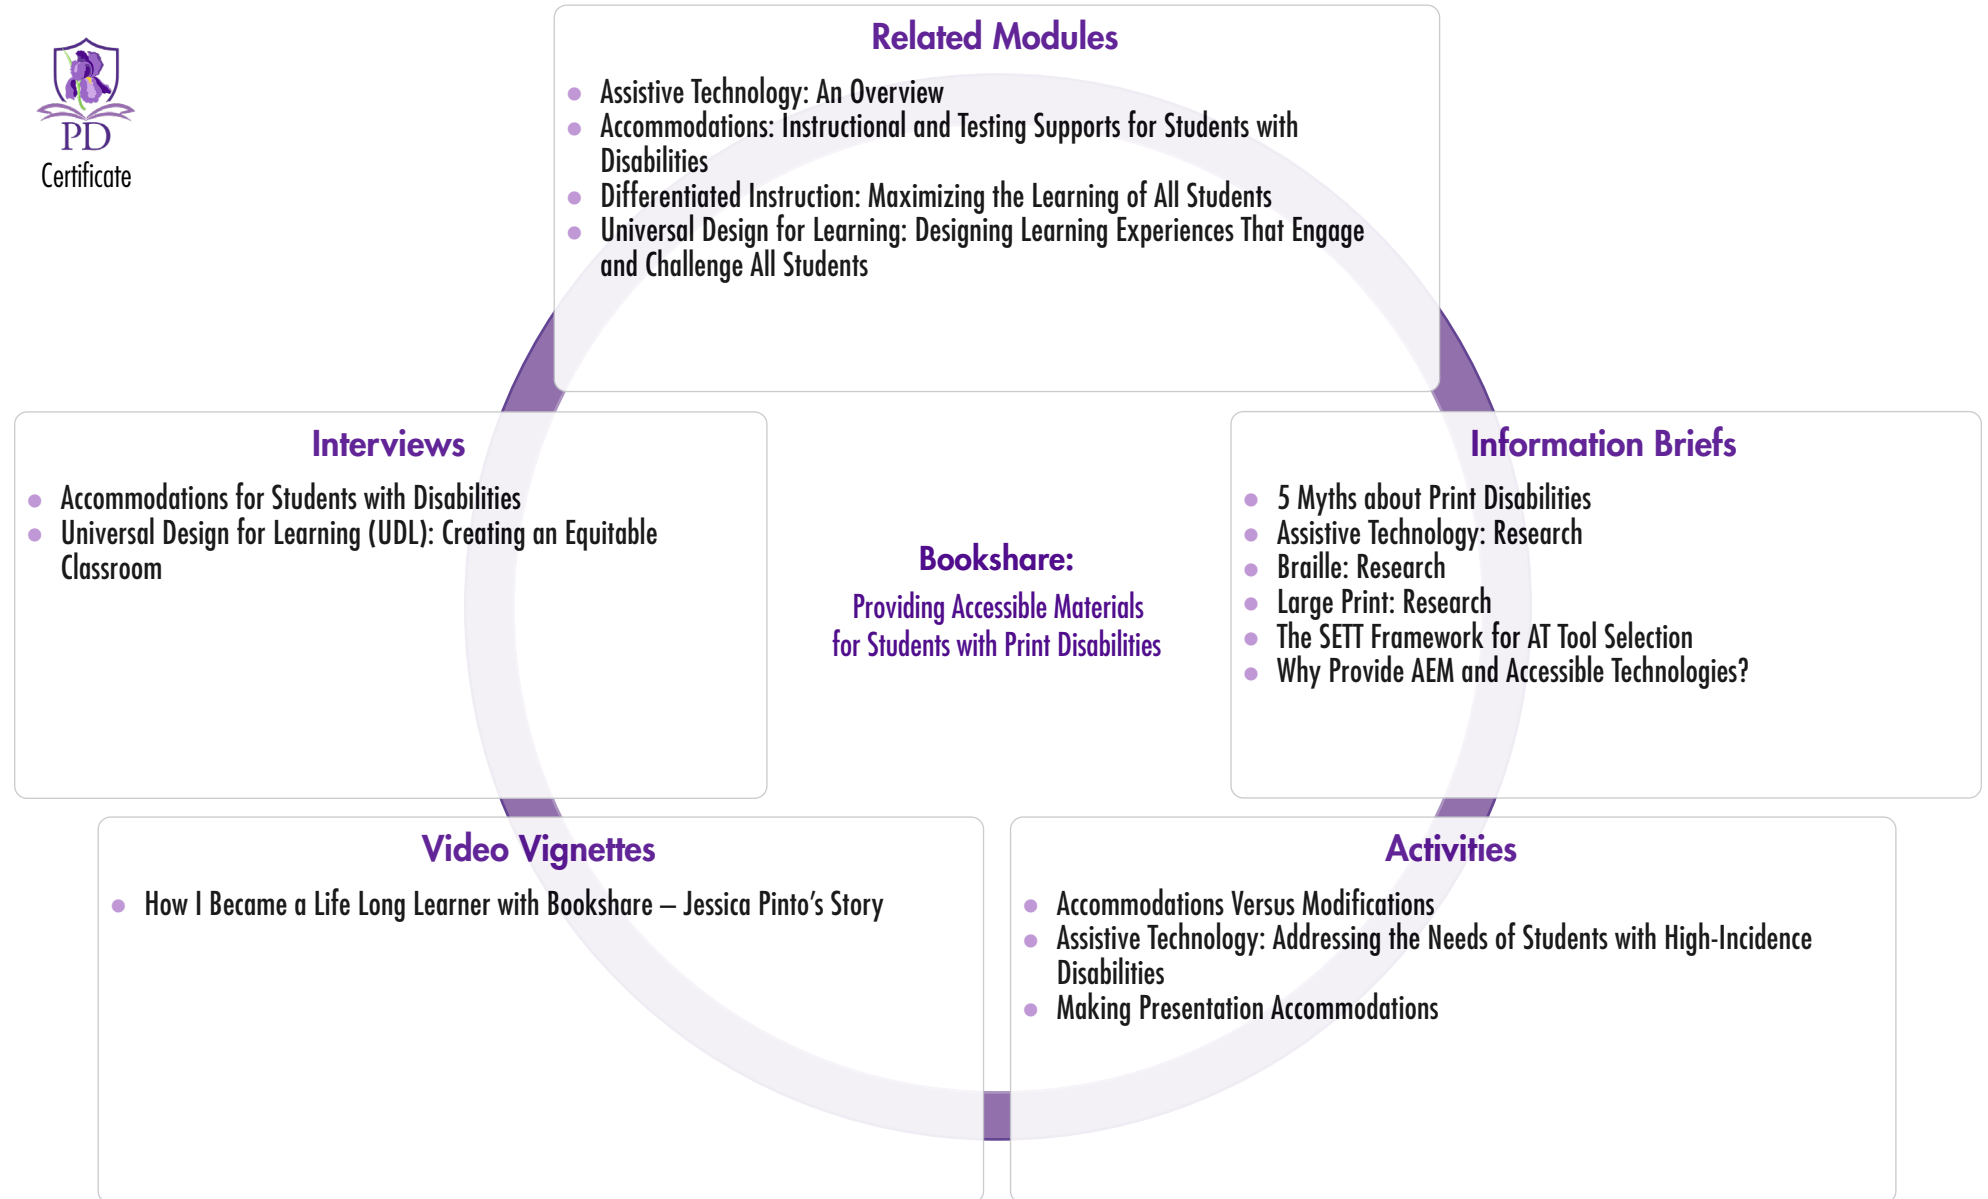 PD
Certificate
Related Modules
Assistive Technology: An Overview
Accommodations: Instructional and Testing Supports for Students with
Disabilities
Differentiated Instruction: Maximizing the Learning of All Students
Universal Design for Learning: Designing Learning Experiences That Engage
and Challenge All Students
Interviews
Accommodations for Students with Disabilities
Universal Design for Learning (UDL): Creating an Equitable
Classroom
Bookshare:
Providing Accessible Materials
for Students with Print Disabilities
Information Briefs
5 Myths about Print Disabilities
Assistive Technology: Research
Braille: Research
Large Print: Research
The SETT Framework for AT Tool Selection
Why Provide AEM and Accessible Technologies?
Video Vignettes
How I Became a Life Long Learner with Bookshare – Jessica Pinto’s Story
Activities
Accommodations Versus Modifications
Assistive Technology: Addressing the Needs of Students with High-Incidence
Disabilities
Making Presentation Accommodations